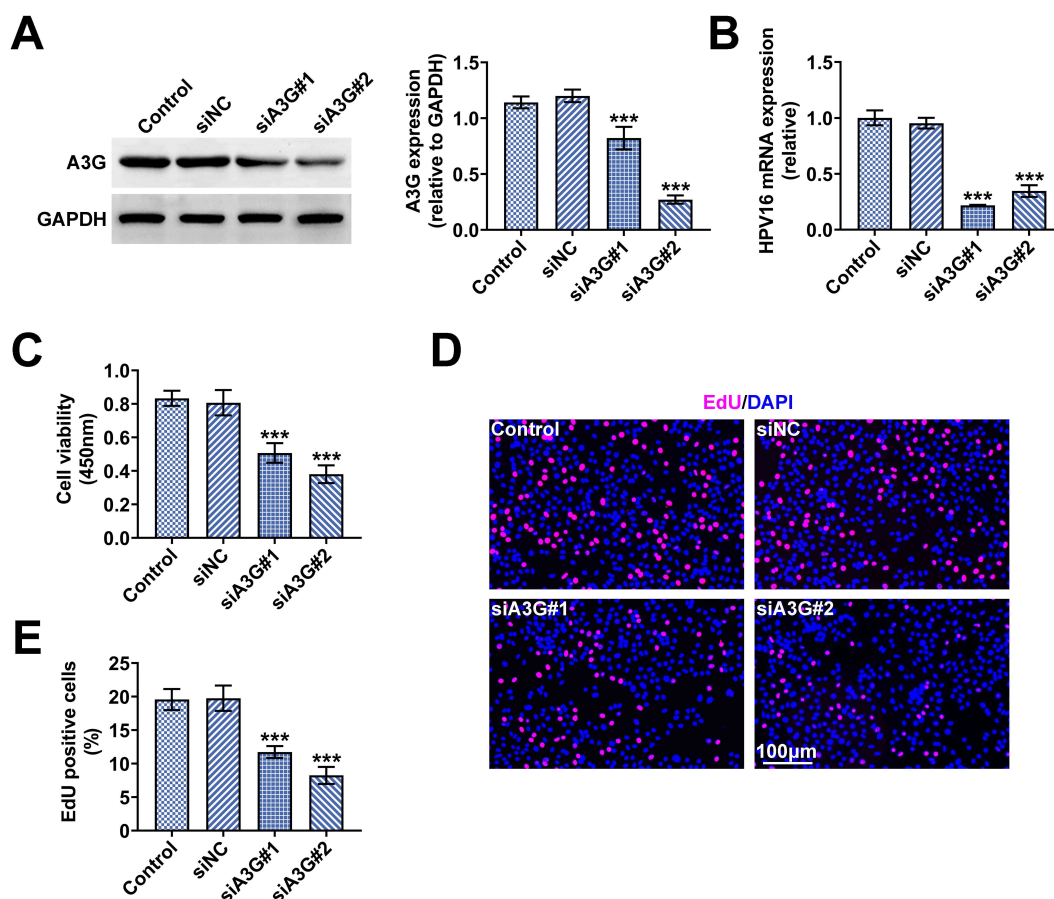 A
Control
siNC
siA3G#1
siA3G#2
A3G
GAPDH
A3G expression
(relative to GAPDH)
1.5
1.0
0.5
0.0
***
***
Control
siNC
siA3G#1
siA3G#2
B
HPV16 mRNA expression
(relative)
1.5
1.0
0.5
0.0
***
***
Control
siNC
siA3G#1
siA3G#2
C
Cell viability
(450nm)
1.0
0.8
0.6
0.4
0.2
0.0
***
***
Control
siNC
siA3G#1
siA3G#2
D
EdU/DAPI
Control
siNC
siA3G#1
siA3G#2
100μm
E
EdU positive cells
(%)
25
20
15
10
5
0
***
***
Control
siNC
siA3G#1
siA3G#2